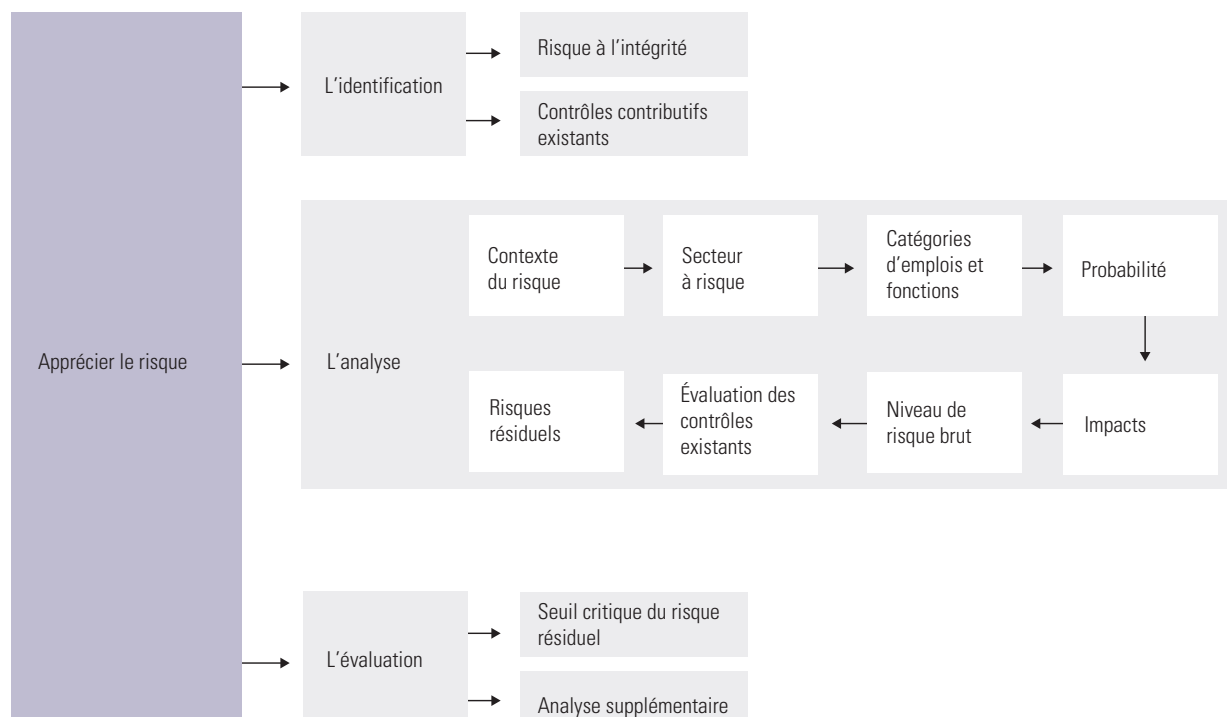 Apprécier le risque
L'identification
Risque à l'intégrité
Contrôles contributifs
existants
L'analyse
Contexte
du risque
Secteur
à risque
Catégories
d'emplois et
fonctions
Probabilité
Impacts
Niveau de
risque brut
Évaluation des
contrôles
existants
Risques
résiduels
L'évaluation
Seuil critique du risque
résiduel
Analyse supplémentaire